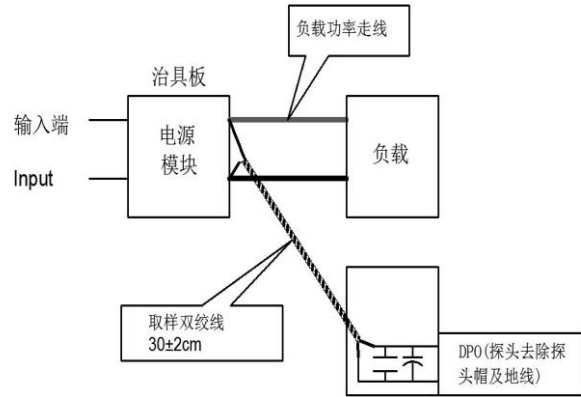 负载功率走线
治具板
输入端
Input
电源
模块
负载
取样双绞线
30±2cm
DPO(探头去除探
头帽及地线)